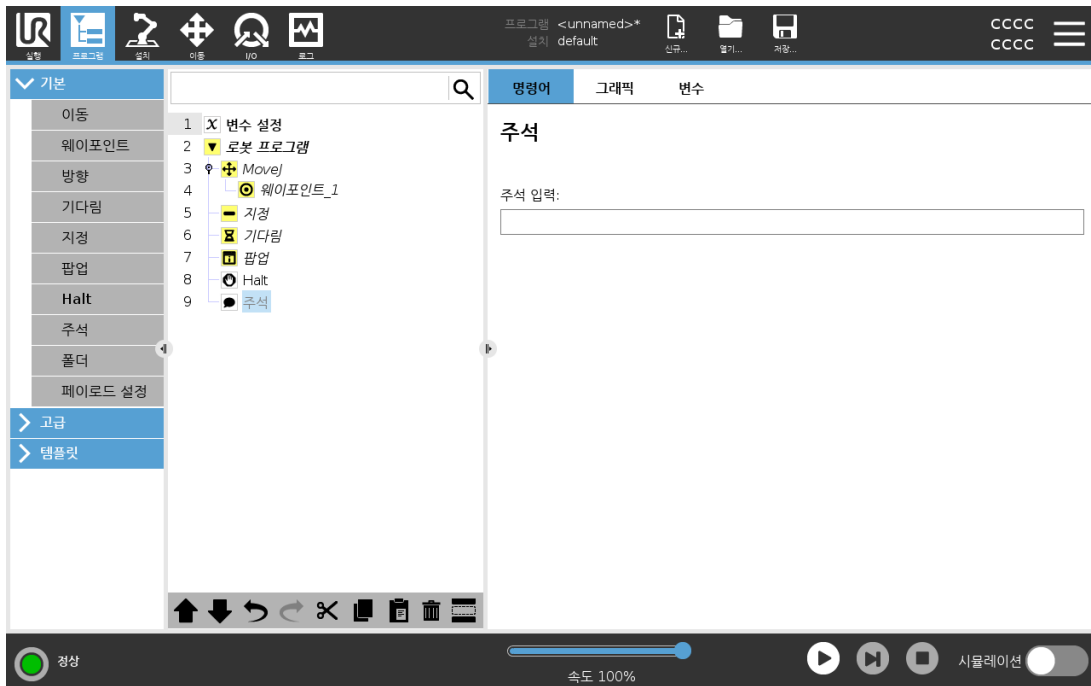 UR
실행
프로그램
설치
이동
I/O
로그
프로그램 <unnamed>*
설치 default
신규...
열기...
저장...
cccc
cccc
기본
이동
웨이포인트
방향
기다림
지정
팝업
Halt
주석
폴더
페이로드 설정
고급
템플릿
1 x 변수 설정
2 로봇 프로그램
3 MoveJ
4 웨이포인트_1
5 지정
6 기다림
7 팝업
8 Halt
9 주석
명령어 그래픽 변수
주석
주석 입력:
정상
속도 100%
시뮬레이션